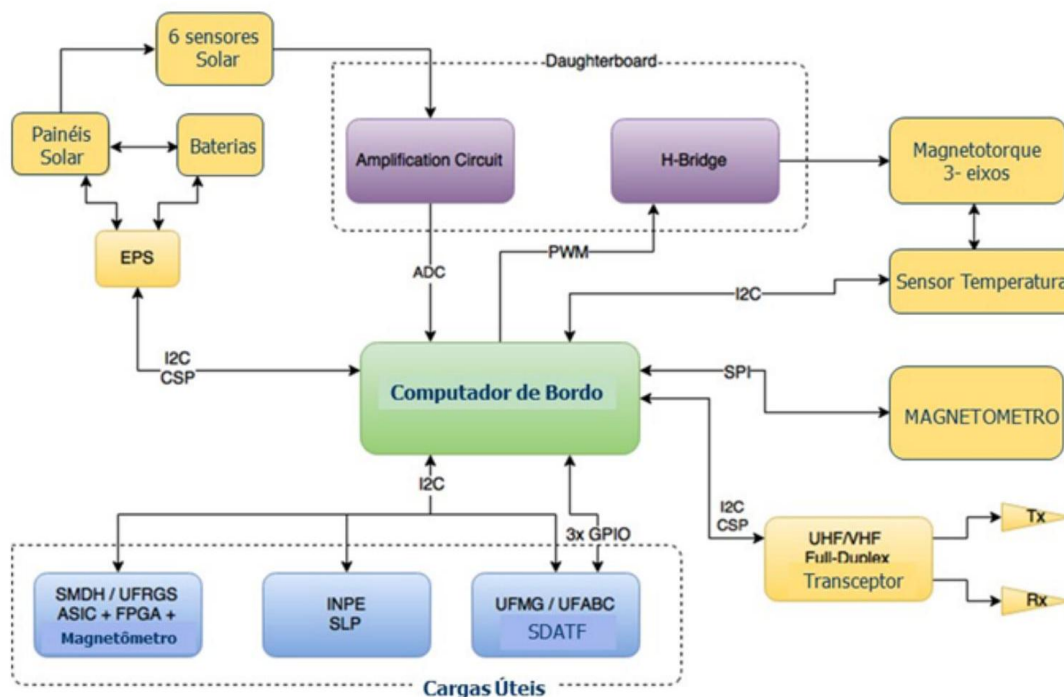 6 sensores
Solar
Daughterboard
Painéis
Solar
Baterias
Amplification Circuit
H-Bridge
Magnetotorque
3- eixos
EPS
ADC
PWM
I2C
Sensor Temperatura
I2C
CSP
Computador de Bordo
SPI
MAGNETOMETRO
I2C
3x GPIO
I2C
CSP
UHF/VHF
Full-Duplex
Transceptor
Tx
Rx
SMDH / UFRGS
ASIC + FPGA +
Magnetômetro
INPE
SLP
UFMG / UFABC
SDATF
Cargas Úteis